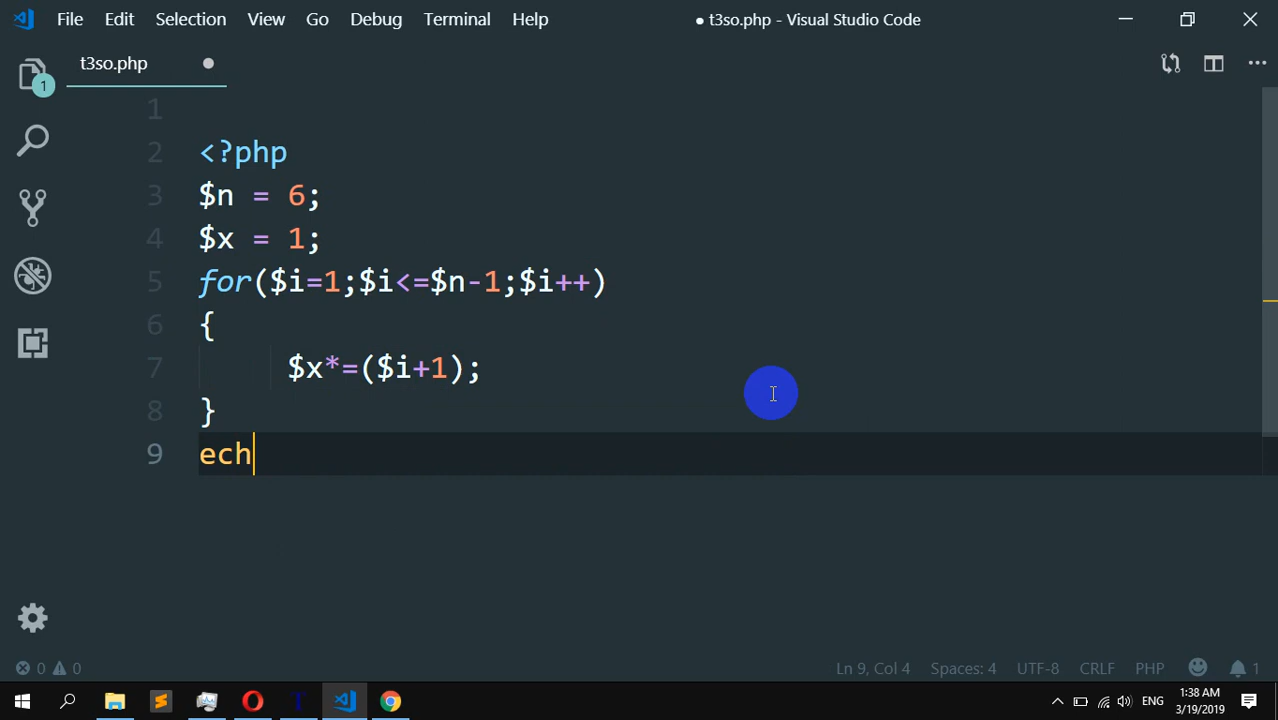 File Edit Selection View Go Debug Terminal Help ● t3so.php - Visual Studio Code
t3so.php ●
1
1
2 <?php
3 $n = 6;
4 $x = 1;
5 for($i=1;$i<=$n-1;$i++)
6 {
7 $x*=($i+1);
8 }
9 ech
0 0 Ln 9, Col 4 Spaces: 4 UTF-8 CRLF PHP 1
ENG 1:38 AM
3/19/2019